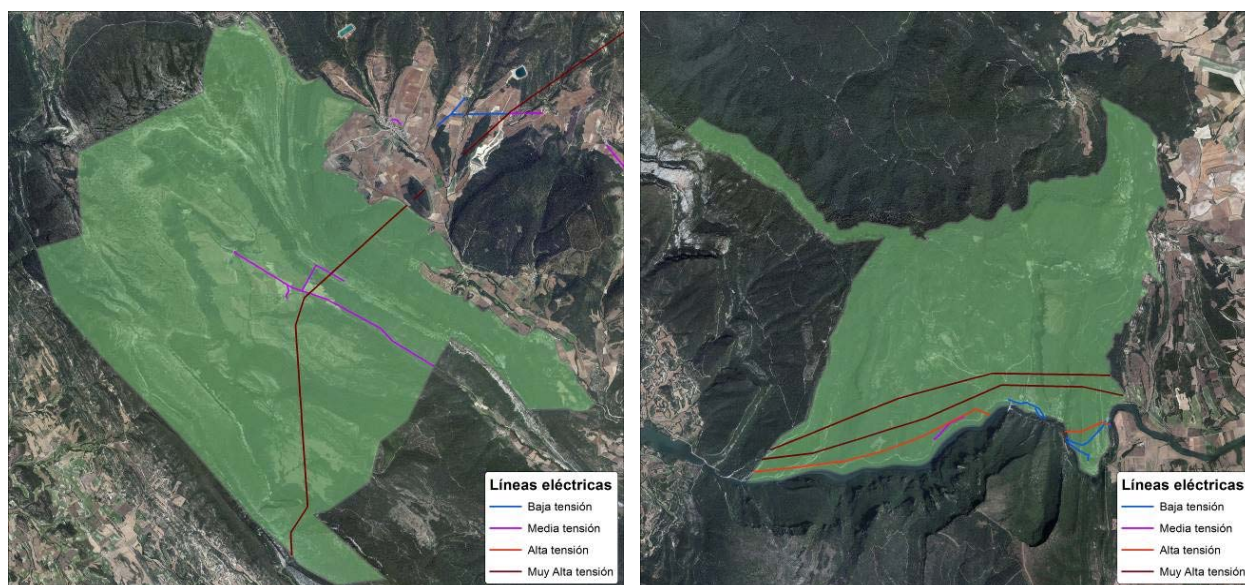 Líneas eléctricas
Baja tensión
Media tensión
Alta tensión
Muy Alta tensión
Líneas eléctricas
Baja tensión
Media tensión
Alta tensión
Muy Alta tensión